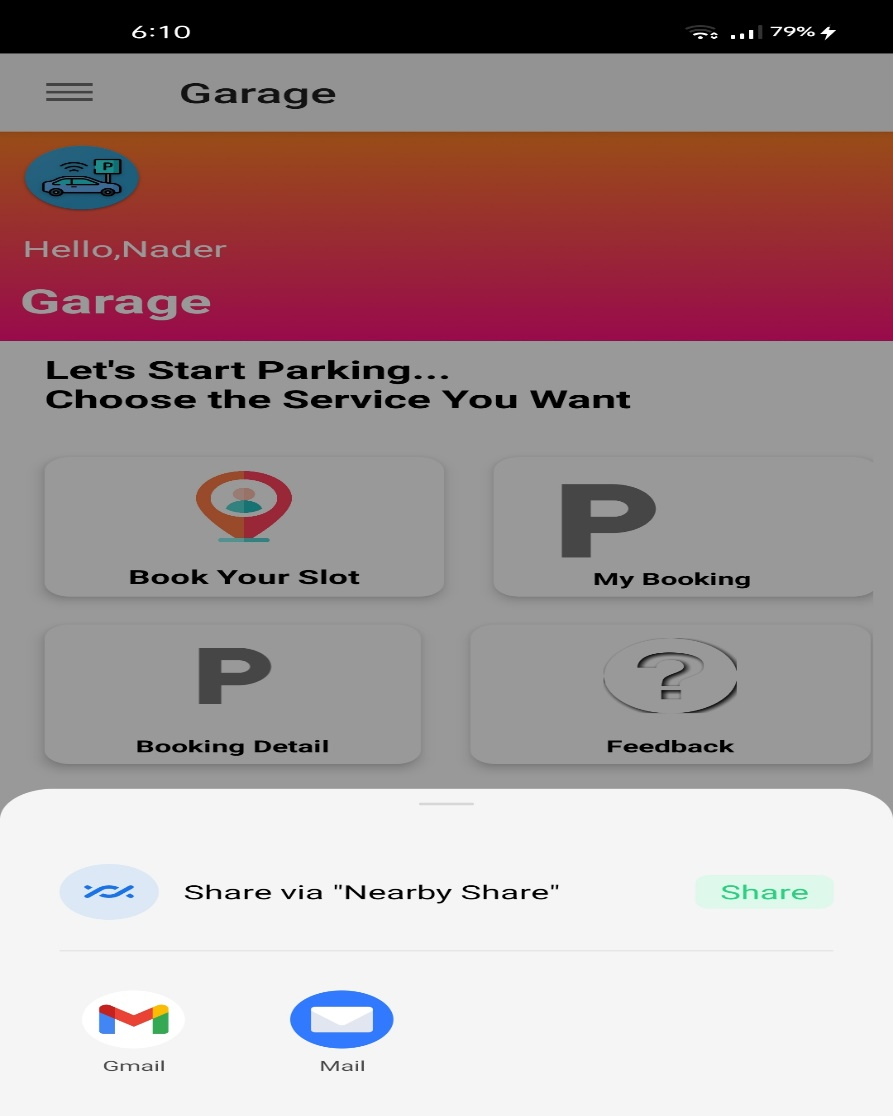 6:10 79%
Garage
P
Hello,Nader
Garage
Let's Start Parking...
Choose the Service You Want
P
Book Your Slot My Booking
P ?
Booking Detail Feedback
Share via "Nearby Share" Share
Gmail Mail